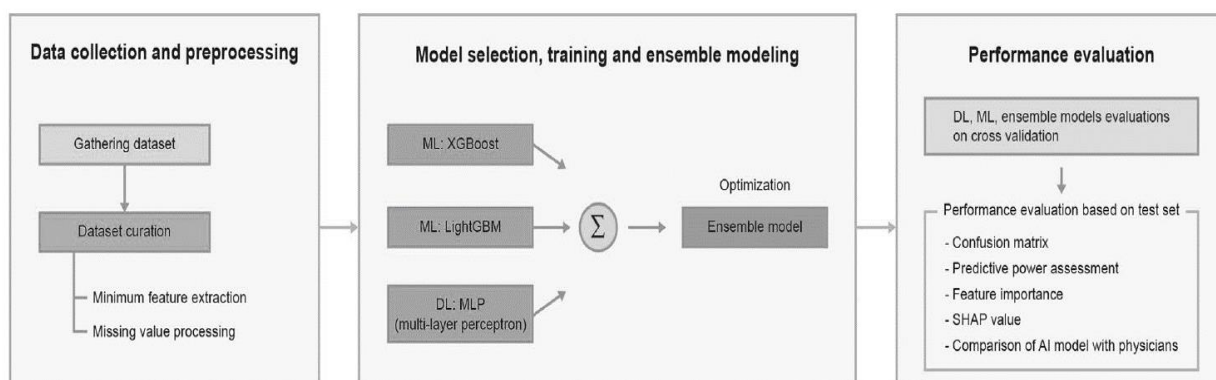 Data collection and preprocessing
Gathering dataset
Dataset curation
Minimum feature extraction
Missing value processing
Model selection, training and ensemble modeling
ML: XGBoost
ML: LightGBM
DL: MLP
(multi-layer perceptron)
Σ
Optimization
Ensemble model
Performance evaluation
DL, ML, ensemble models evaluations
on cross validation
Performance evaluation based on test set
- Confusion matrix
- Predictive power assessment
- Feature importance
- SHAP value
- Comparison of AI model with physicians